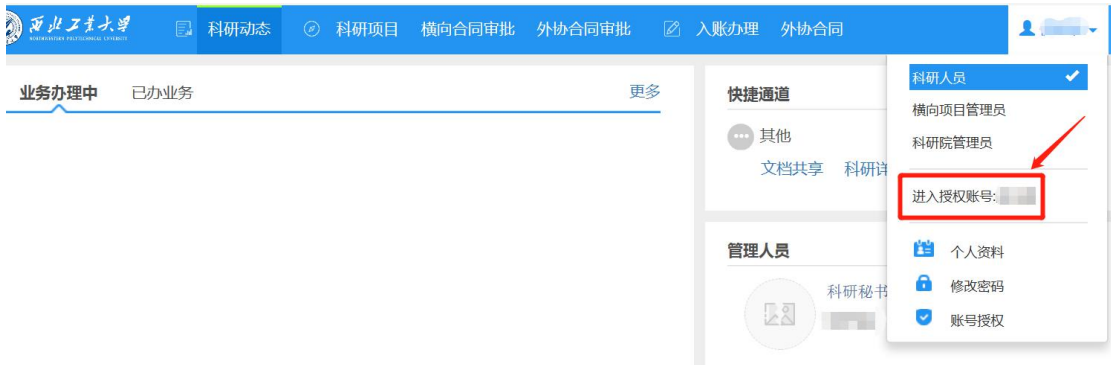 西北工业大学
NORTHWESTERN POLYTECHNICAL UNIVERSITY
科研动态 科研项目 横向合同审批 外协合同审批 入账办理 外协合同
业务办理中 已办业务 更多
快捷通道
其他
文档共享 科研详
管理人员
科研秘书
科研人员
横向项目管理员
科研院管理员
进入授权账号:
个人资料
修改密码
账号授权